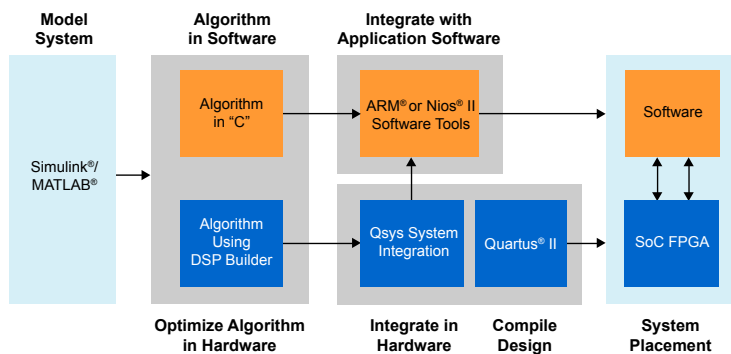 Model
System
Algorithm
in Software
Integrate with
Application Software
Algorithm
in “C”
ARM® or Nios® II
Software Tools
Software
Simulink®/
MATLAB®
Algorithm
Using
DSP Builder
Qsys System
Integration
Quartus® II
SoC FPGA
Optimize Algorithm
in Hardware
Integrate in
Hardware
Compile
Design
System
Placement